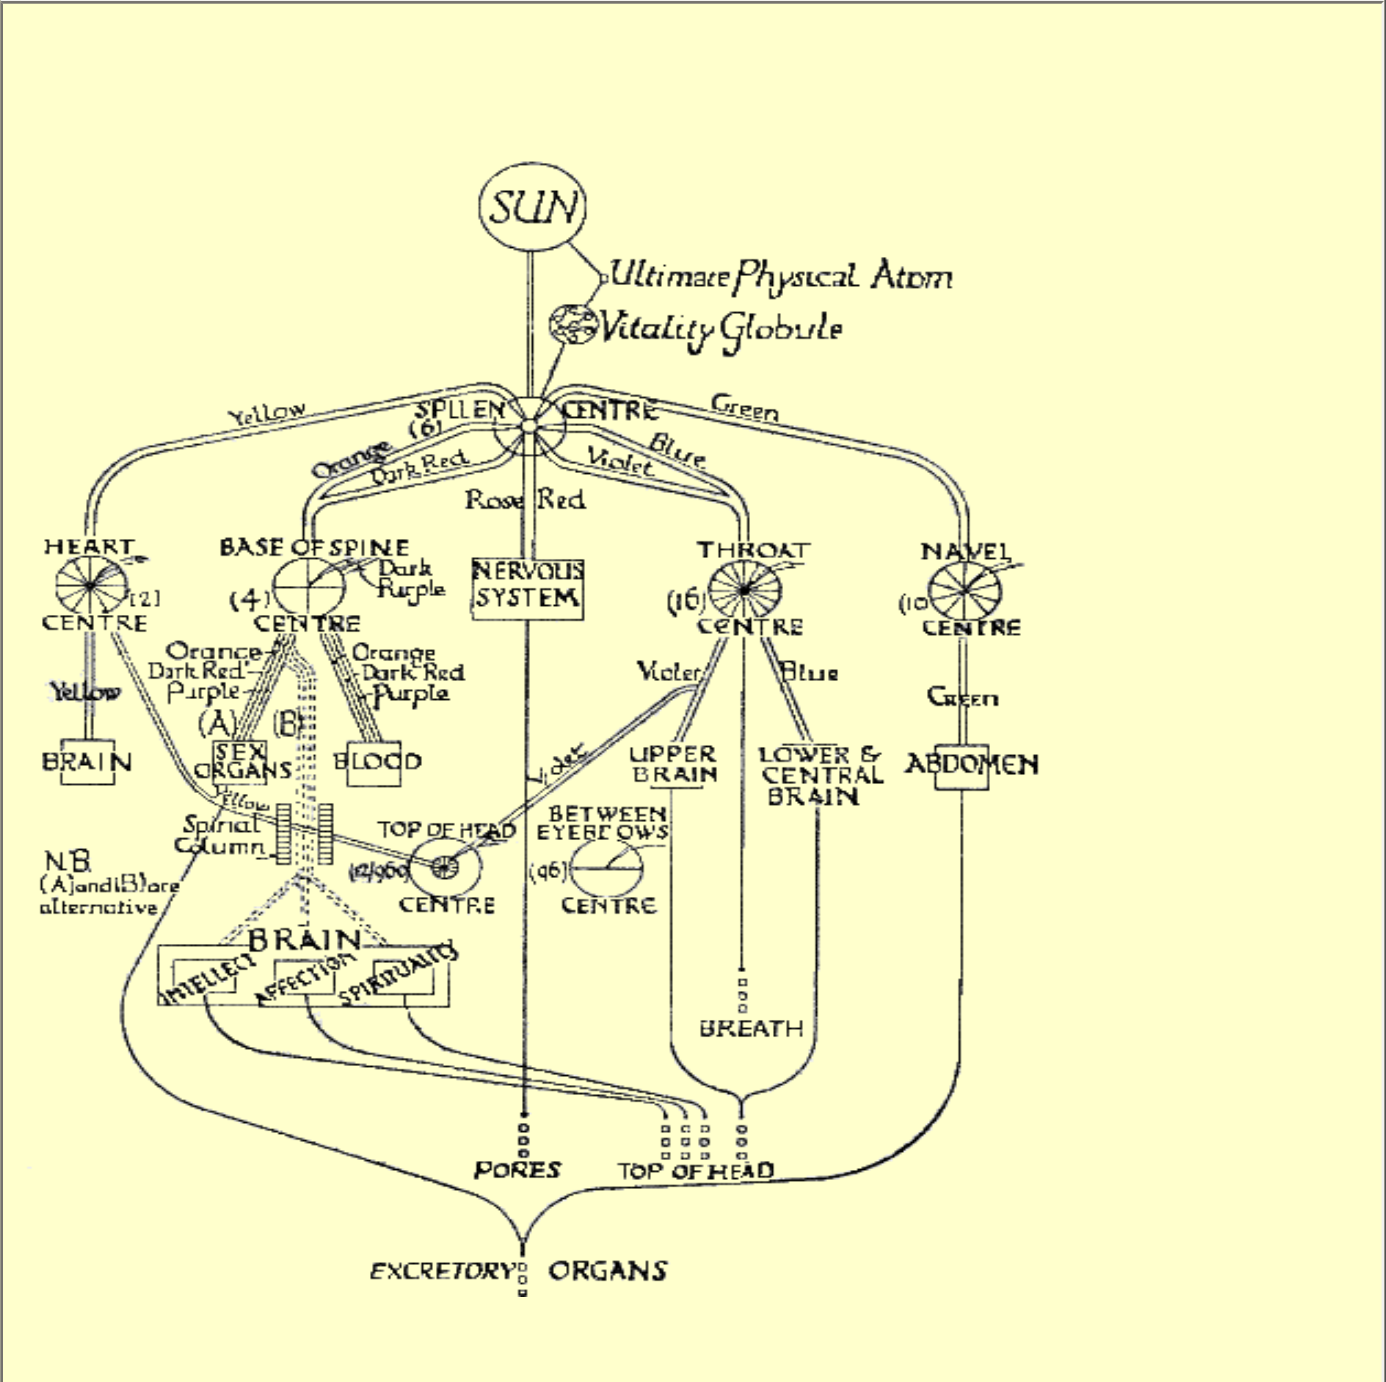 SUN
Ultimate Physical Atom
Vitality Globule
Yellow
SPLEEN CENTRE
(6)
Green
Orange
Dark Red
Blue
Violet
Rose Red
HEART
CENTRE
BASE OF SPINE
Dark
Purple
(4)
CENTRE
NERVOUS
SYSTEM
THROAT
(16)
CENTRE
NAVEL
(10
CENTRE
Orange
Dark Red
Purple
Orange
Dark Red
Purple
Yellow
(A)
(B)
Violet
Blue
Green
BRAIN
SEX
ORGANS
BLOOD
UPPER
BRAIN
LOWER &
CENTRAL
BRAIN
ABDOMEN
Violet
Yellow
Spinal
Column
TOP OF HEAD
CENTRE
BETWEEN
EYEBROWS
(96)
CENTRE
N.B.
(A) and (B) are
alternative
BRAIN
INTELLECT
AFFECTION
SPIRITUALITY
BREATH
PORES
TOP OF HEAD
EXCRETORY ORGANS